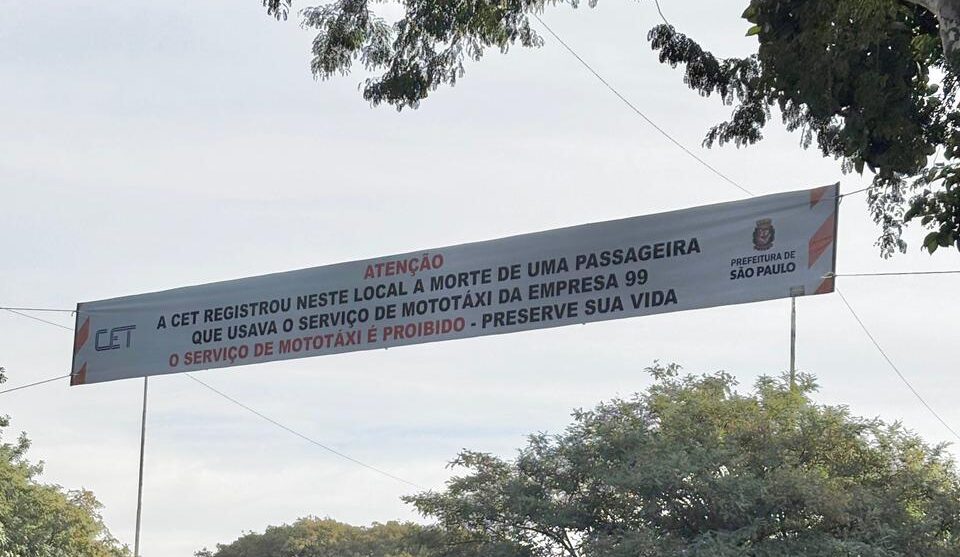 ATENÇÃO
A CET REGISTROU NESTE LOCAL A MORTE DE UMA PASSAGEIRA
QUE USAVA O SERVIÇO DE MOTOTÁXI DA EMPRESA 99
O SERVIÇO DE MOTOTÁXI É PROIBIDO - PRESERVE SUA VIDA
CET
PREFEITURA DE
SÃO PAULO